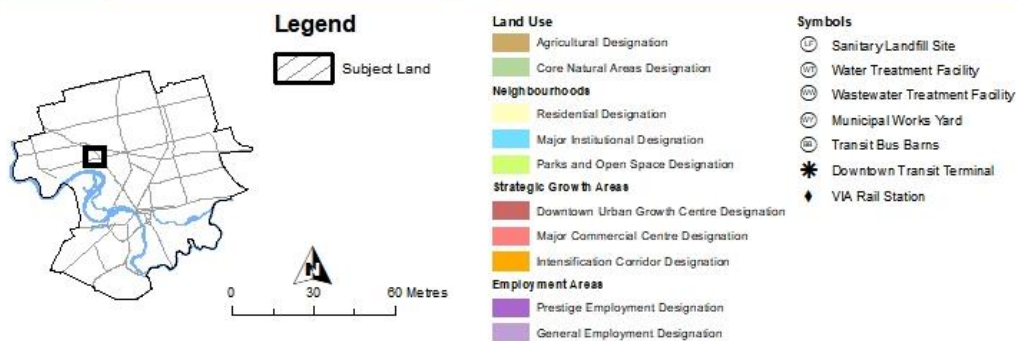 Legend
Subject Land
N
0 30 60 Metres
Land Use
Agricultural Designation
Core Natural Areas Designation
Neighbourhoods
Residential Designation
Major Institutional Designation
Parks and Open Space Designation
Strategic Growth Areas
Downtown Urban Growth Centre Designation
Major Commercial Centre Designation
Intensification Corridor Designation
Employment Areas
Prestige Employment Designation
General Employment Designation
Symbols
LF Sanitary Landfill Site
WT Water Treatment Facility
WW Wastewater Treatment Facility
WY Municipal Works Yard
BB Transit Bus Barns
Downtown Transit Terminal
VIA Rail Station